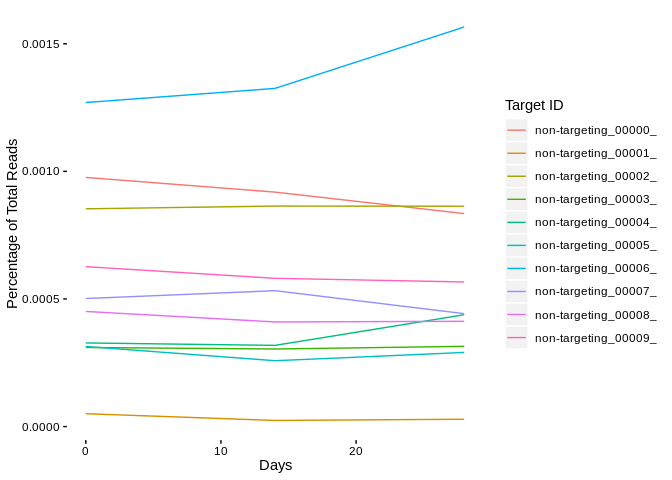 Percentage of Total Reads
0.0015
0.0010
0.0005
0.0000
0
10
20
Days
Target ID
non-targeting_00000_
non-targeting_00001_
non-targeting_00002_
non-targeting_00003_
non-targeting_00004_
non-targeting_00005_
non-targeting_00006_
non-targeting_00007_
non-targeting_00008_
non-targeting_00009_